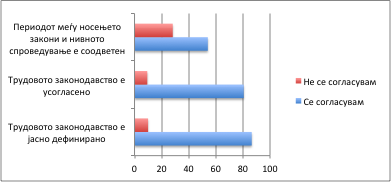 Периодот меѓу носењето
закони и нивното
спроведување е соодветен
Трудовото законодавство е
усогласено
Трудовото законодавство е
јасно дефинирано
0 20 40 60 80 100
Не се согласувам
Се согласувам